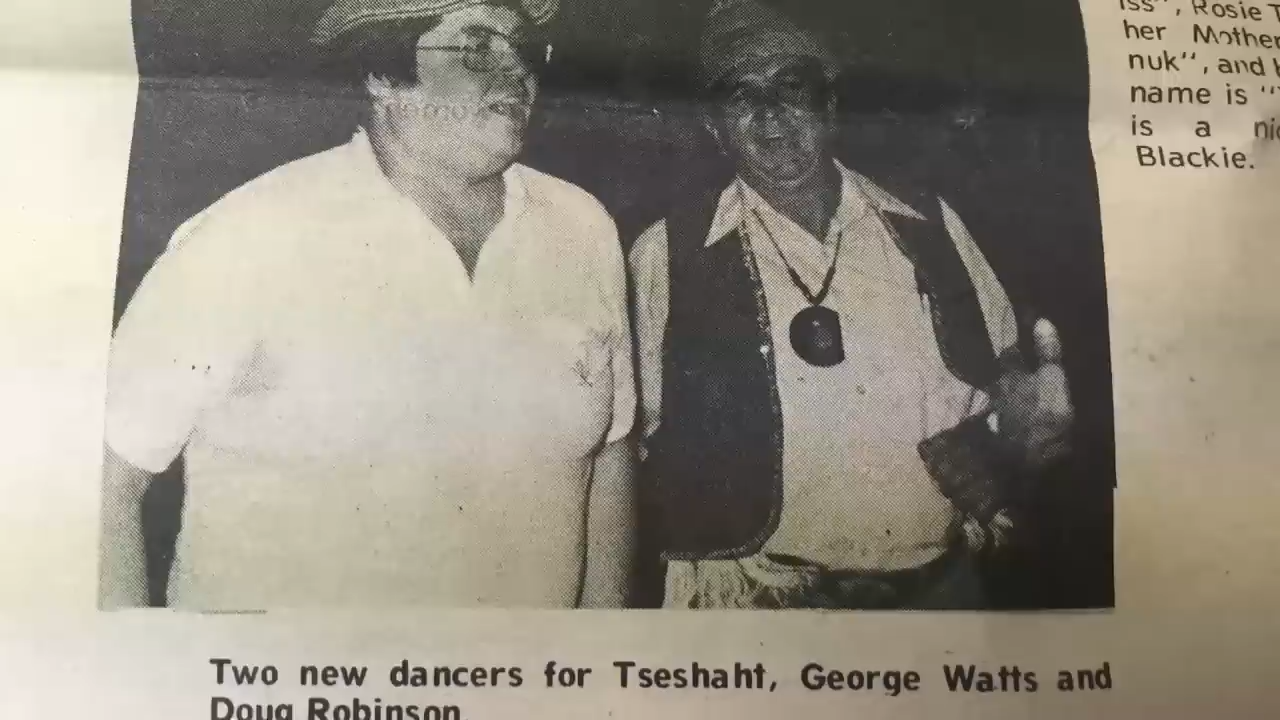 iss", Rosie
her Mother
nuk", and
name is "
is a
Blackie.
Two new dancers for Tseshaht, George Watts and
Doug Robinson.